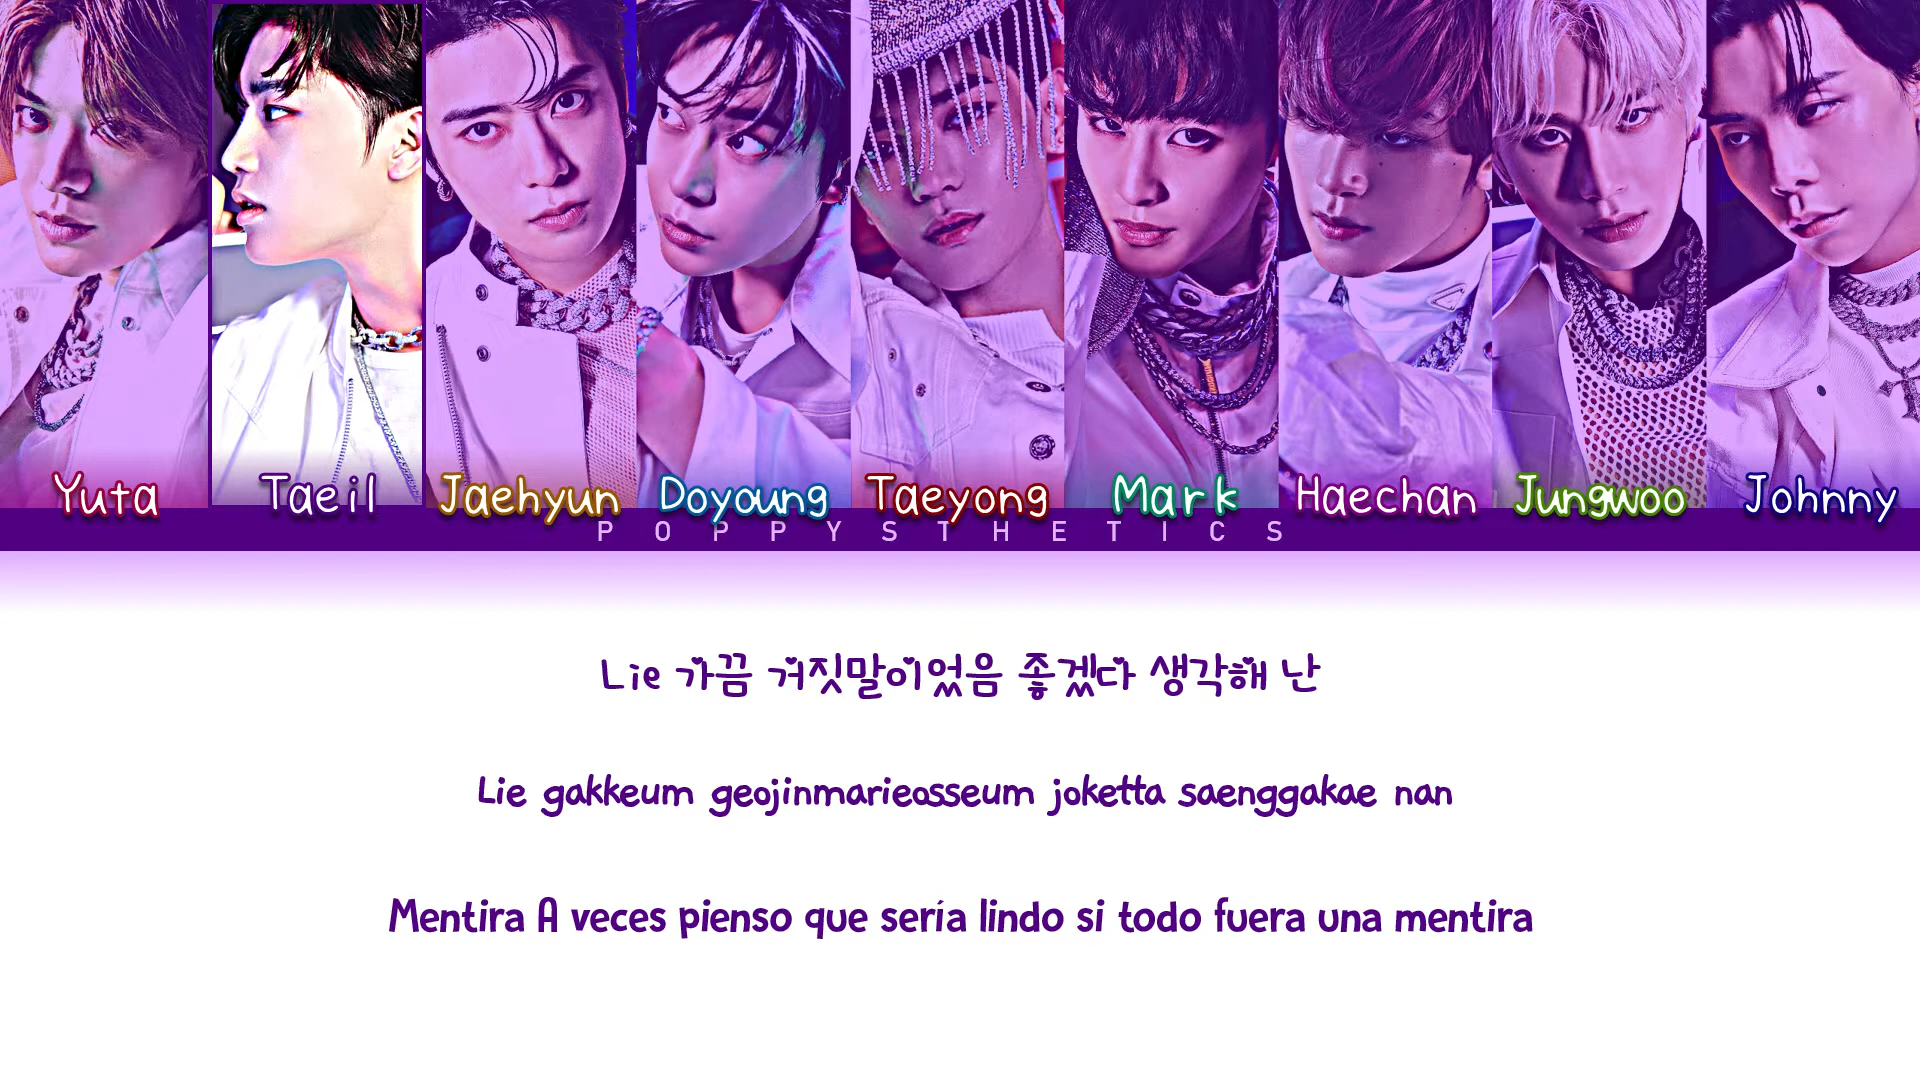 Yuta Taeil Jaehyun Doyoung Taeyong Mark Haechan Jungwoo Johnny
POPPYSTHETICS
Lie 가끔 거짓말이었음 좋겠다 생각해 난
Lie gakkeum geojinmarieosseum joketta saenggakae nan
Mentira A veces pienso que sería lindo si todo fuera una mentira